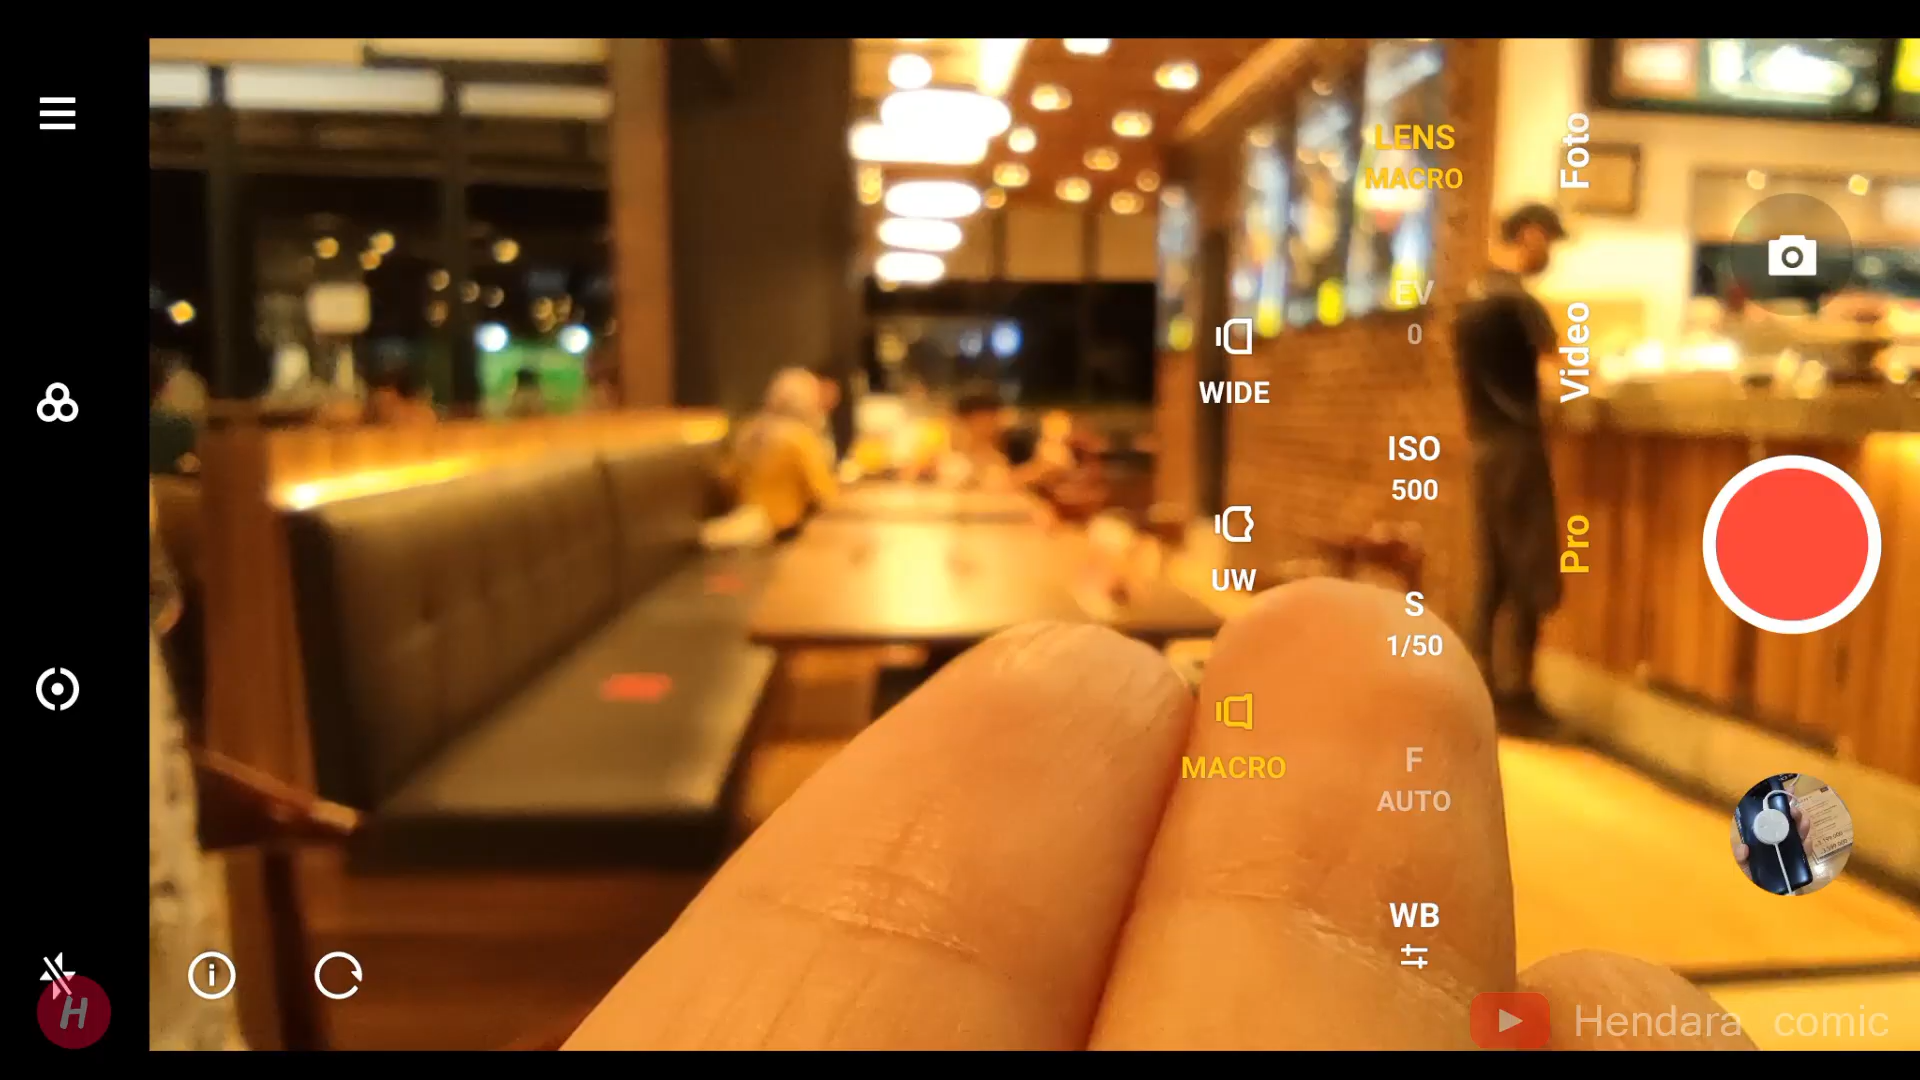 LENS
MACRO
EV
0
ISO
500
S
1/50
F
AUTO
WB
WIDE
UW
MACRO
Foto
Video
Pro
H
Hendara comic